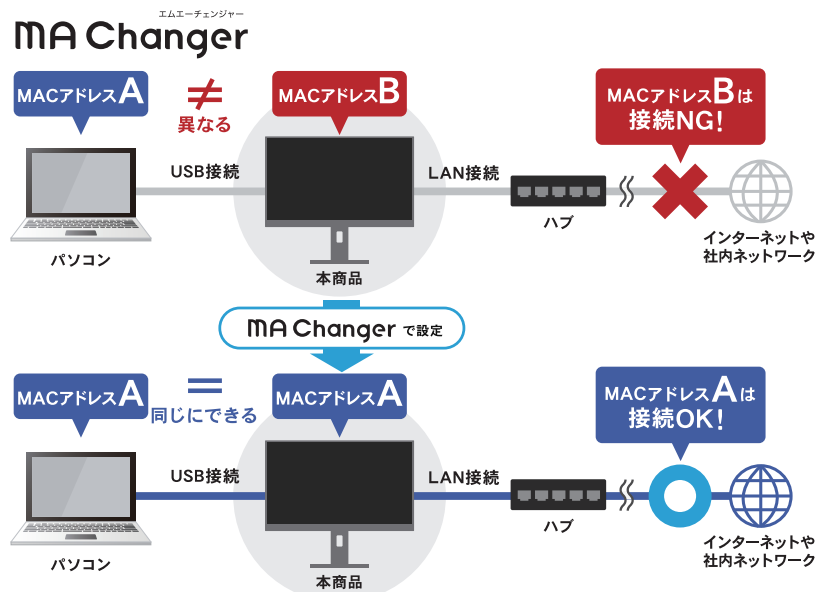 エムエーチェンジャー
MA Changer
MACアドレスA
≠
異なる
MACアドレスB
MACアドレスBは
接続NG!
USB接続
LAN接続
パソコン
本商品
ハブ
インターネットや
社内ネットワーク
MA Changerで設定
MACアドレスA
=
同じにできる
MACアドレスA
MACアドレスAは
接続OK!
USB接続
LAN接続
パソコン
本商品
ハブ
インターネットや
社内ネットワーク